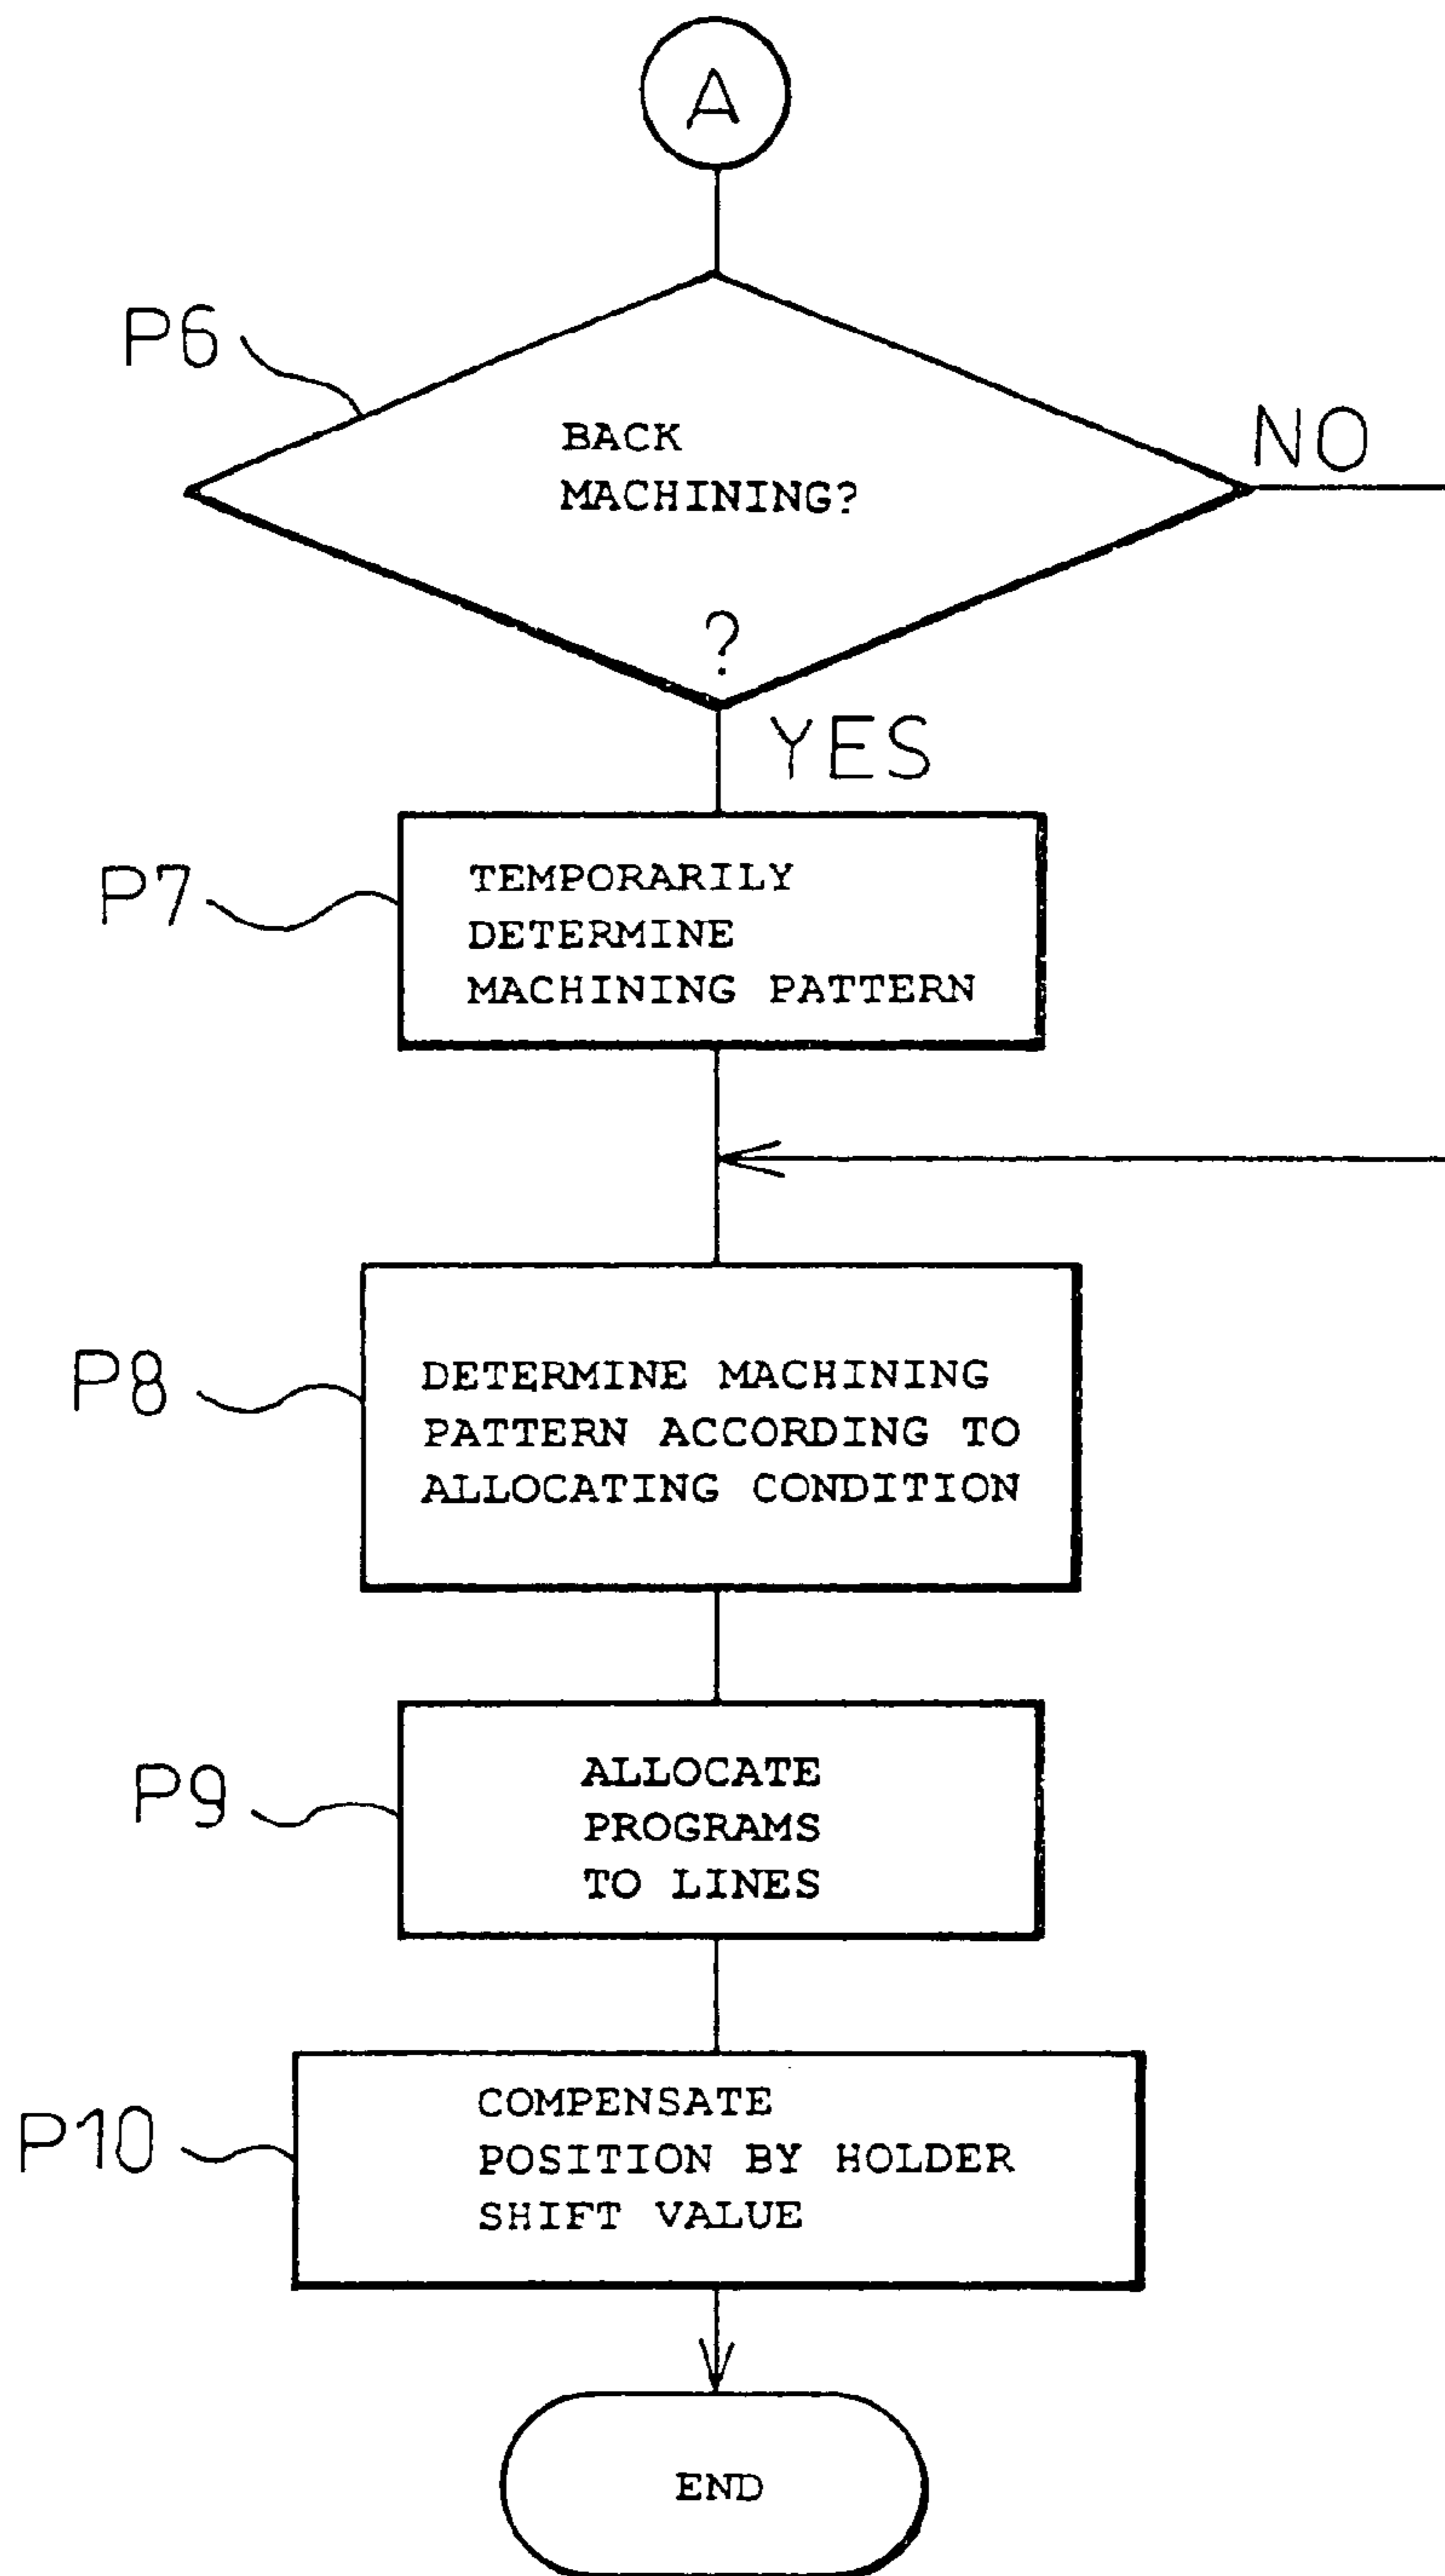 A
P6
BACK
MACHINING?
NO
?
YES
P7
TEMPORARILY
DETERMINE
MACHINING PATTERN
P8
DETERMINE MACHINING
PATTERN ACCORDING TO
ALLOCATING CONDITION
P9
ALLOCATE
PROGRAMS
TO LINES
P10
COMPENSATE
POSITION BY HOLDER
SHIFT VALUE
END